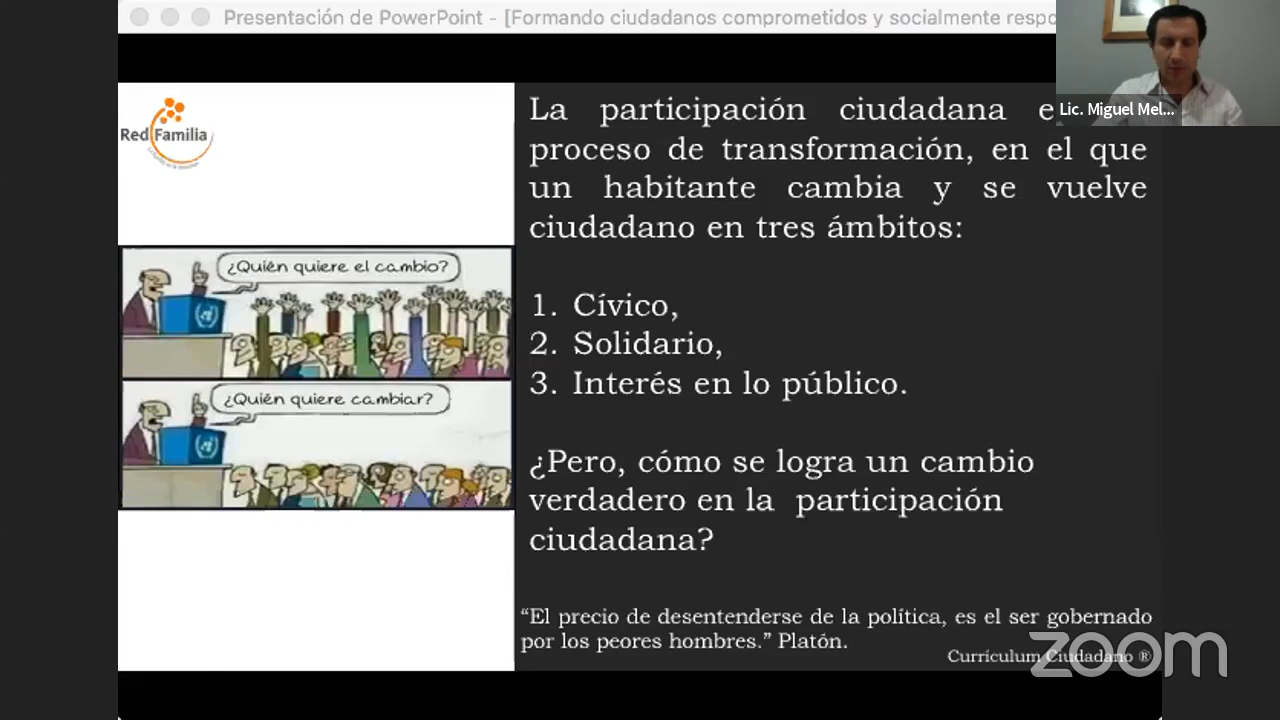 Presentación de PowerPoint - [Formando ciudadanos comprometidos y socialmente respo
Lic. Miguel Mel...
Red Familia
¿Quién quiere el cambio?
¿Quién quiere cambiar?
La participación ciudadana e
proceso de transformación, en el que
un habitante cambia y se vuelve
ciudadano en tres ámbitos:
1. Cívico,
2. Solidario,
3. Interés en lo público.
¿Pero, cómo se logra un cambio
verdadero en la participación
ciudadana?
“El precio de desentenderse de la política, es el ser gobernado
por los peores hombres.” Platón.
Currículum Ciudadano ®
zoom